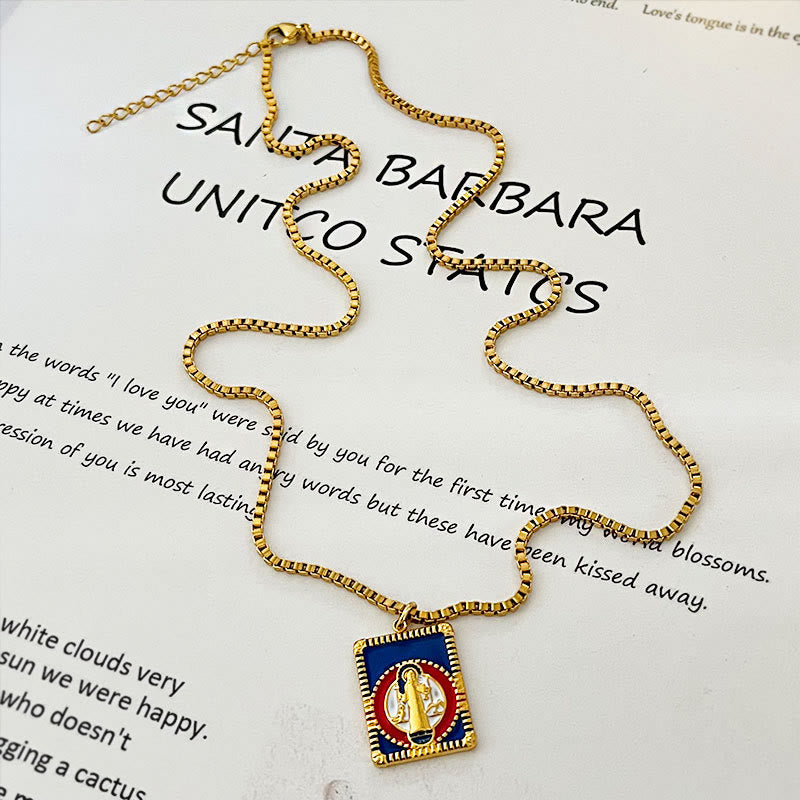 no end. Love's tongue is in the eyes
SANTA BARBARA
UNITCO STATCS
the words "I love you" were said by you for the first time, my world blossoms.
ppy at times we have had angry words but these have been kissed away.
ression of you is most lasting
white clouds very
sun we were happy.
who doesn't
gging a cactus